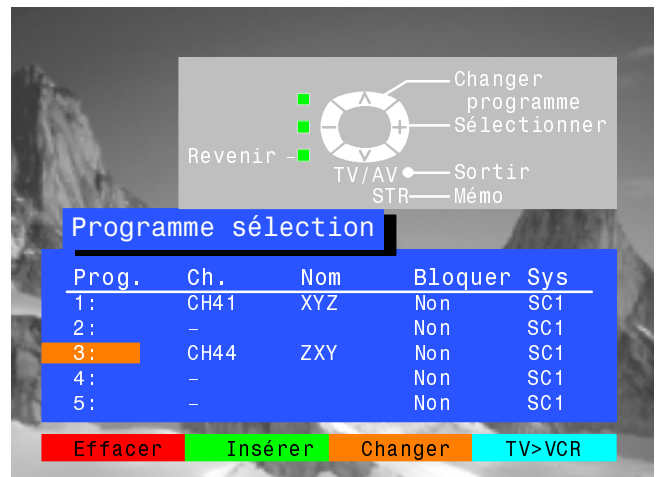 Changer
programme
Sélectionner
Revenir –
TV/AV
Sortir
STR
Mémo
Programme sélection
Prog. Ch. Nom Bloquer Sys
1: CH41 XYZ Non SC1
2: – Non SC1
3: CH44 ZXY Non SC1
4: – Non SC1
5: – Non SC1
Effacer Insérer Changer TV>VCR